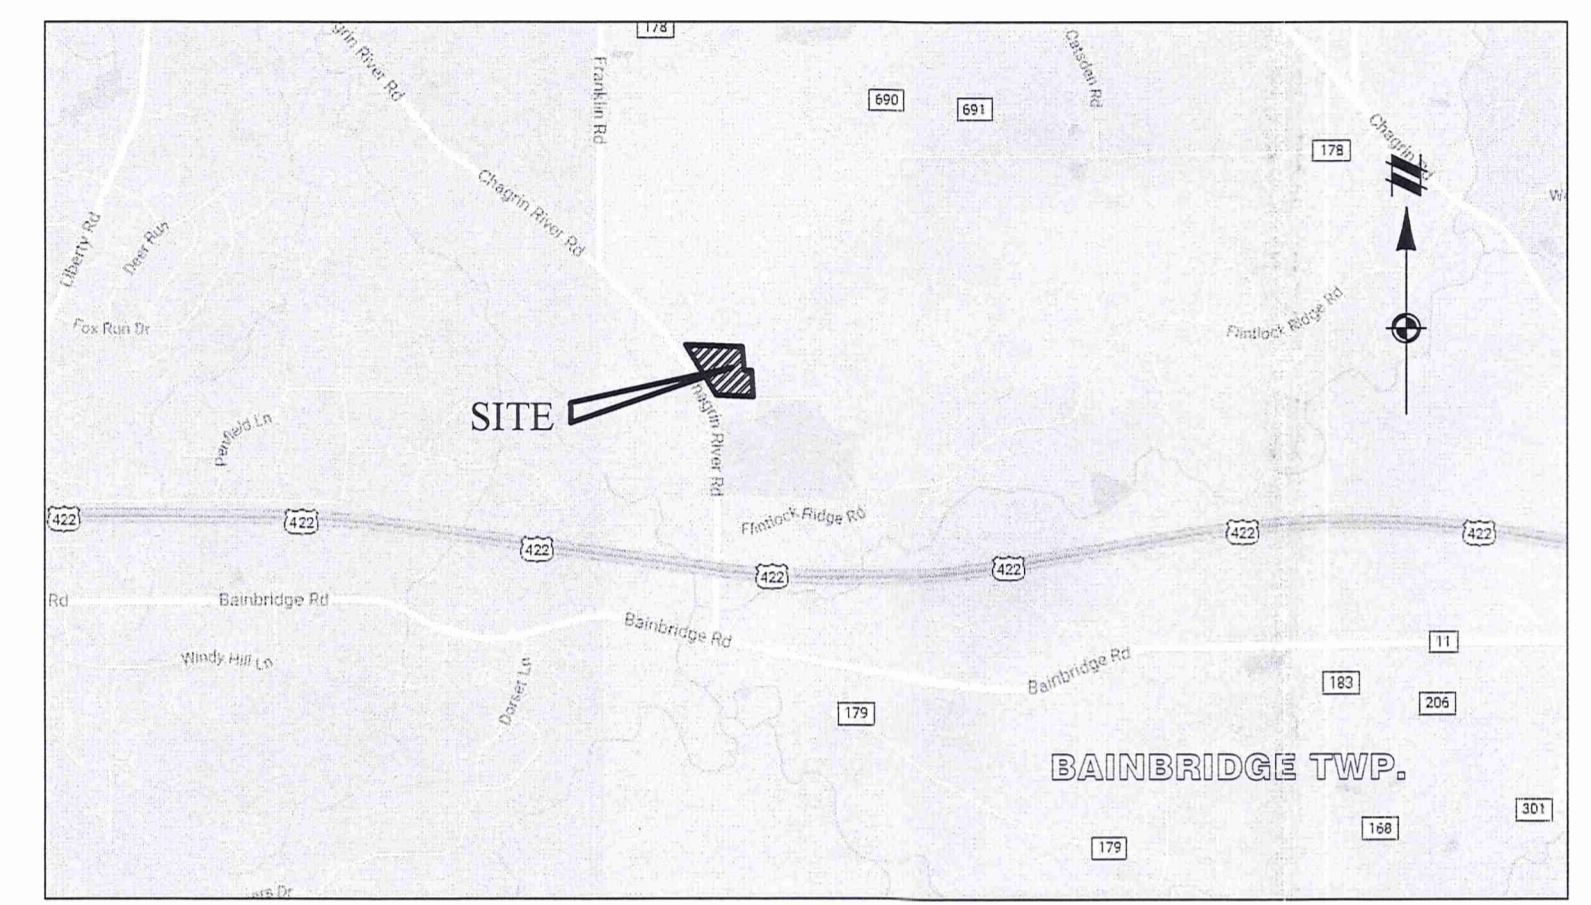 178
grin River Rd
Franklin Rd
Catsden Rd
690
691
Chagrin Rd
178
Chagrin River Rd
Liberty Rd
Deer Run
Fox Run Dr
Flintlock Ridge Rd
SITE
hagrin River Rd
Penfield Ln
422
422
422
422
422
422
422
Flintlock Ridge Rd
Rd
Bainbridge Rd
Bainbridge Rd
Bainbridge Rd
11
Windy Hill Ln
Dorset Ln
183
206
179
BAINBRIDGE TWP.
301
168
179
ers Dr